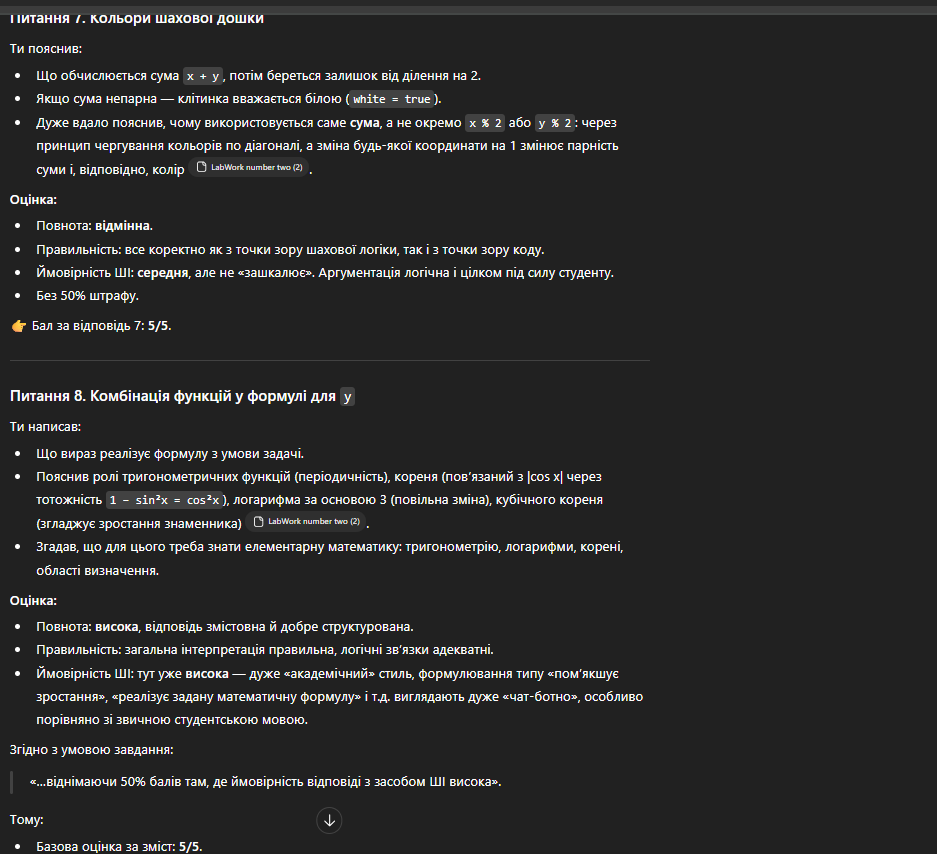 Питання 7. Кольори шахової дошки
Ти пояснив:
Що обчислюється сума x + y, потім береться залишок від ділення на 2.
Якщо сума непарна — клітинка вважається білою (white = true).
Дуже вдало пояснив, чому використовується саме сума, а не окремо x % 2 або y % 2: через
принцип чергування кольорів по діагоналі, а зміна будь-якої координати на 1 змінює парність
суми і, відповідно, колір LabWork number two (2) .
Оцінка:
Повнота: відмінна.
Правильність: все коректно як з точки зору шахової логіки, так і з точки зору коду.
Ймовірність ШІ: середня, але не «зашкалює». Аргументація логічна і цілком під силу студенту.
Без 50% штрафу.
👉 Бал за відповідь 7: 5/5.
Питання 8. Комбінація функцій у формулі для y
Ти написав:
Що вираз реалізує формулу з умови задачі.
Пояснив ролі тригонометричних функцій (періодичність), кореня (пов’язаний з |cos x| через
тотожність 1 − sin²x = cos²x), логарифма за основою 3 (повільна зміна), кубічного кореня
(згладжує зростання знаменника) LabWork number two (2) .
Згадав, що для цього треба знати елементарну математику: тригонометрію, логарифми, корені,
області визначення.
Оцінка:
Повнота: висока, відповідь змістовна й добре структурована.
Правильність: загальна інтерпретація правильна, логічні зв’язки адекватні.
Ймовірність ШІ: тут уже висока — дуже «академічний» стиль, формулювання типу «пом’якшує
зростання», «реалізує задану математичну формулу» і т.д. виглядають дуже «чат-ботно», особливо
порівняно зі звичною студентською мовою.
Згідно з умовою завдання:
«…віднімаючи 50% балів там, де ймовірність відповіді з засобом ШІ висока».
Тому:
Базова оцінка за зміст: 5/5.